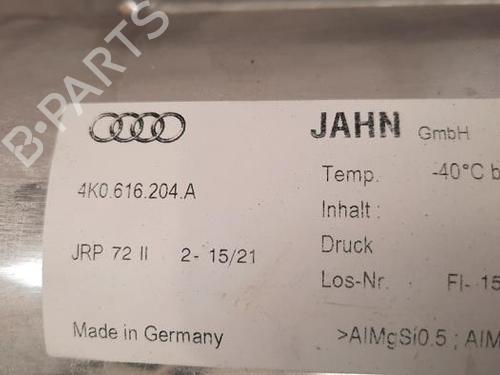 B-PARTS
JAHN GmbH
4K0.616.204.A
Temp. -40°C b
Inhalt :
JRP 72 II 2- 15/21
Druck
Los-Nr. FI- 15
Made in Germany
>AlMgSi0.5 ; AlM